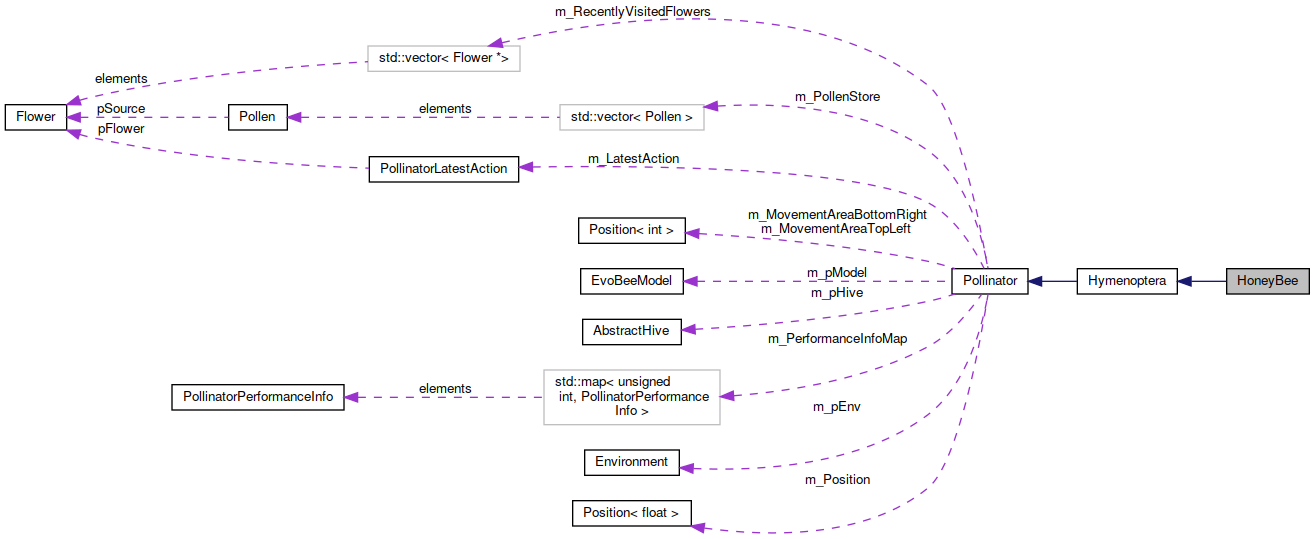 m_RecentlyVisitedFlowers
std::vector< Flower *>
elements
m_PollenStore
Flower
pSource
Pollen
elements
std::vector< Pollen >
pFlower
PollinatorLatestAction
m_LatestAction
Position< int >
m_MovementAreaBottomRight
m_MovementAreaTopLeft
EvoBeeModel
m_pModel
Pollinator
Hymenoptera
HoneyBee
m_pHive
AbstractHive
m_PerformanceInfoMap
PollinatorPerformanceInfo
elements
std::map< unsigned
int, PollinatorPerformance
Info >
m_pEnv
Environment
m_Position
Position< float >